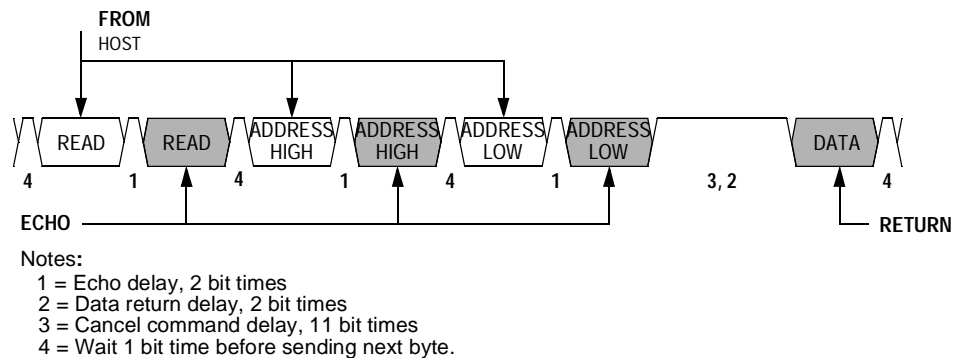 FROM
HOST
READ
READ
ADDRESS
HIGH
ADDRESS
HIGH
ADDRESS
LOW
ADDRESS
LOW
DATA
4 1 4 1 4 1 3, 2 4
ECHO
RETURN
Notes:
1 = Echo delay, 2 bit times
2 = Data return delay, 2 bit times
3 = Cancel command delay, 11 bit times
4 = Wait 1 bit time before sending next byte.